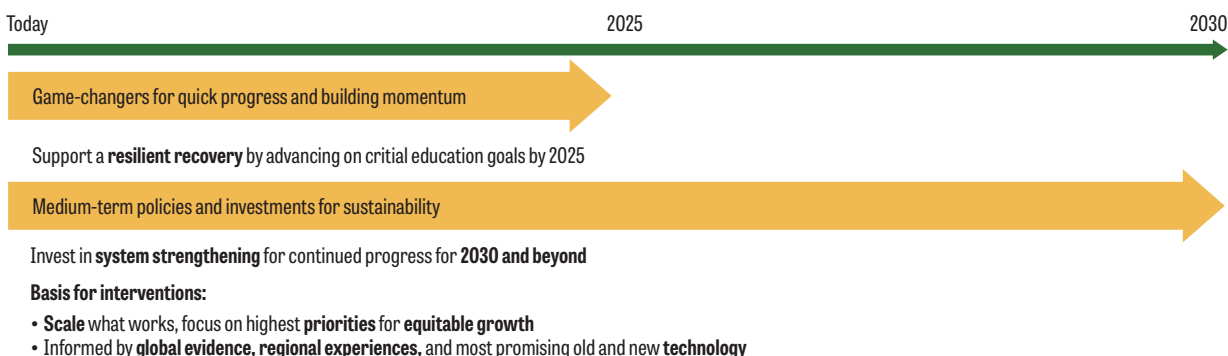 Today 2025 2030
Game-changers for quick progress and building momentum
Support a resilient recovery by advancing on critial education goals by 2025
Medium-term policies and investments for sustainability
Invest in system strengthening for continued progress for 2030 and beyond
Basis for interventions:
• Scale what works, focus on highest priorities for equitable growth
• Informed by global evidence, regional experiences, and most promising old and new technology